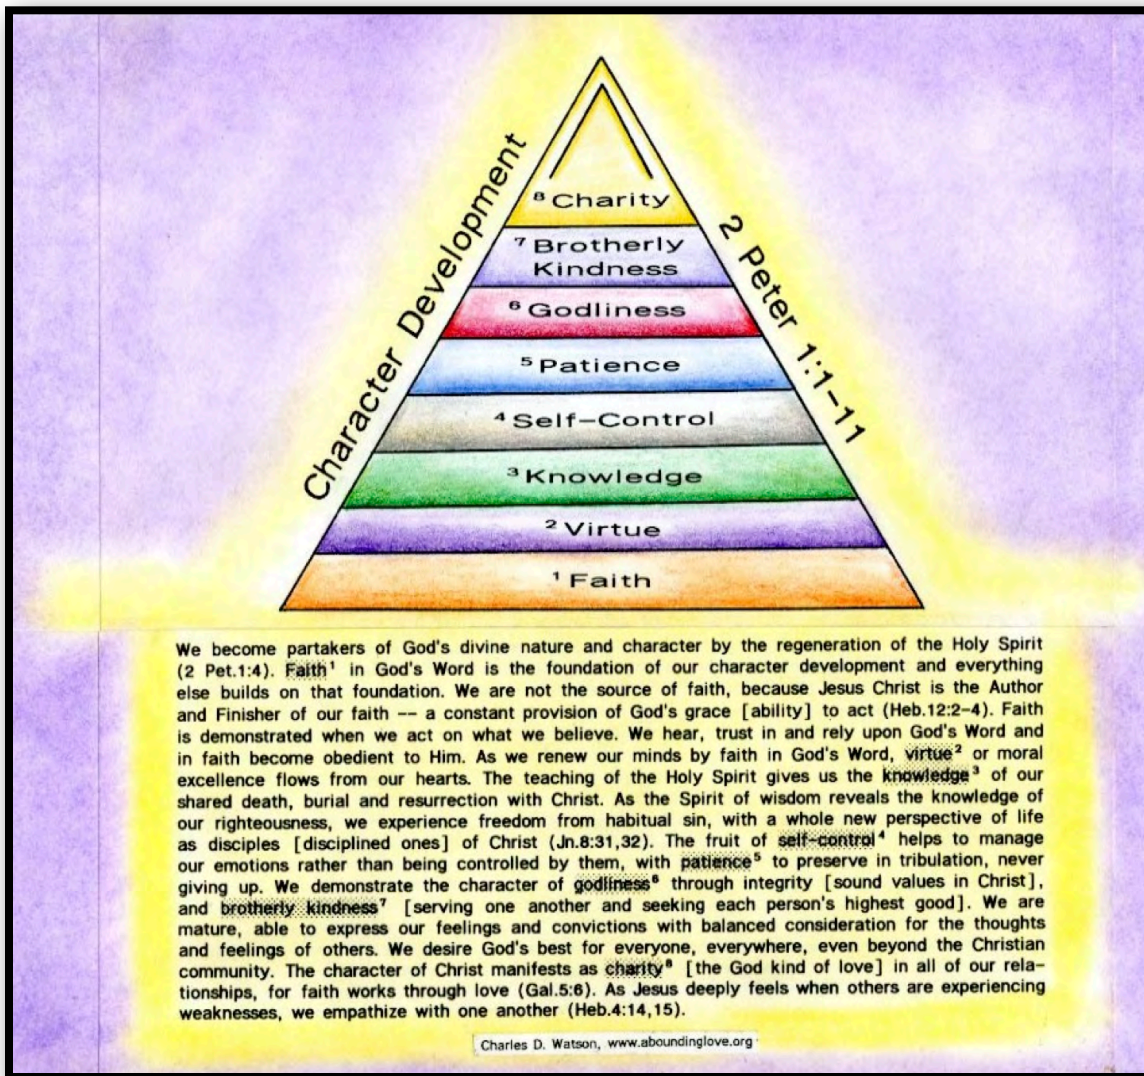 Character Development
2 Peter 1:1-11
⁸ Charity
⁷ Brotherly
Kindness
⁶ Godliness
⁵ Patience
⁴ Self-Control
³ Knowledge
² Virtue
¹ Faith
We become partakers of God's divine nature and character by the regeneration of the Holy Spirit
(2 Pet.1:4). Faith¹ in God's Word is the foundation of our character development and everything
else builds on that foundation. We are not the source of faith, because Jesus Christ is the Author
and Finisher of our faith -- a constant provision of God's grace [ability] to act (Heb.12:2-4). Faith
is demonstrated when we act on what we believe. We hear, trust in and rely upon God's Word and
in faith become obedient to Him. As we renew our minds by faith in God's Word, virtue² or moral
excellence flows from our hearts. The teaching of the Holy Spirit gives us the knowledge³ of our
shared death, burial and resurrection with Christ. As the Spirit of wisdom reveals the knowledge of
our righteousness, we experience freedom from habitual sin, with a whole new perspective of life
as disciples [disciplined ones] of Christ (Jn.8:31,32). The fruit of self-control⁴ helps to manage
our emotions rather than being controlled by them, with patience⁵ to preserve in tribulation, never
giving up. We demonstrate the character of godliness⁶ through integrity [sound values in Christ],
and brotherly kindness⁷ [serving one another and seeking each person's highest good]. We are
mature, able to express our feelings and convictions with balanced consideration for the thoughts
and feelings of others. We desire God's best for everyone, everywhere, even beyond the Christian
community. The character of Christ manifests as charity⁸ [the God kind of love] in all of our rela-
tionships, for faith works through love (Gal.5:6). As Jesus deeply feels when others are experiencing
weaknesses, we empathize with one another (Heb.4:14,15).
Charles D. Watson, www.aboundinglove.org